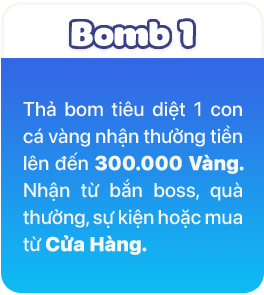 Bomb 1
Thả bom tiêu diệt 1 con
cá vàng nhận thưởng tiền
lên đến 300.000 Vàng.
Nhận từ bắn boss, quà
thưởng, sự kiện hoặc mua
từ Cửa Hàng.